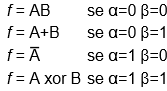 f = AB se α=0 β=0
f = A+B se α=0 β=1
f = A̅ se α=1 β=0
f = A xor B se α=1 β=1